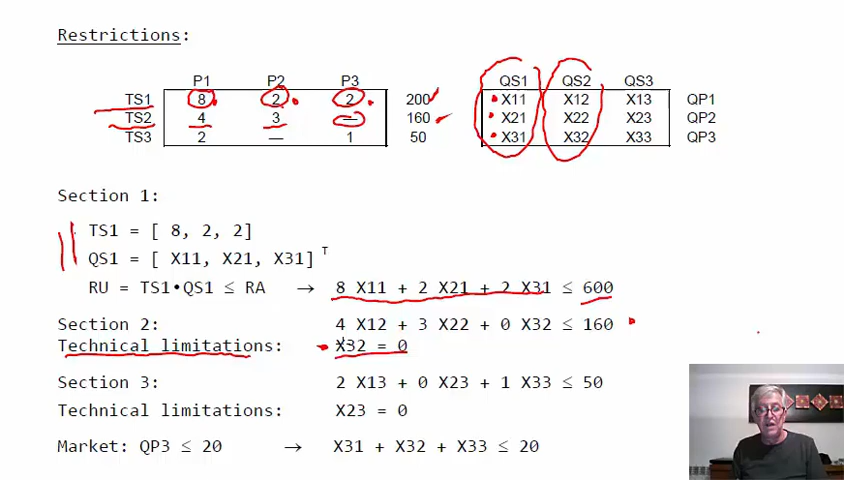 Restrictions:
P1 P2 P3 QS1 QS2 QS3
TS1 8 2 2 200 X11 X12 X13 QP1
TS2 4 3 — 160 X21 X22 X23 QP2
TS3 2 — 1 50 X31 X32 X33 QP3
Section 1:
TS1 = [ 8, 2, 2]
QS1 = [ X11, X21, X31] T
RU = TS1•QS1 ≤ RA → 8 X11 + 2 X21 + 2 X31 ≤ 600
Section 2: 4 X12 + 3 X22 + 0 X32 ≤ 160
Technical limitations: X32 = 0
Section 3: 2 X13 + 0 X23 + 1 X33 ≤ 50
Technical limitations: X23 = 0
Market: QP3 ≤ 20 → X31 + X32 + X33 ≤ 20